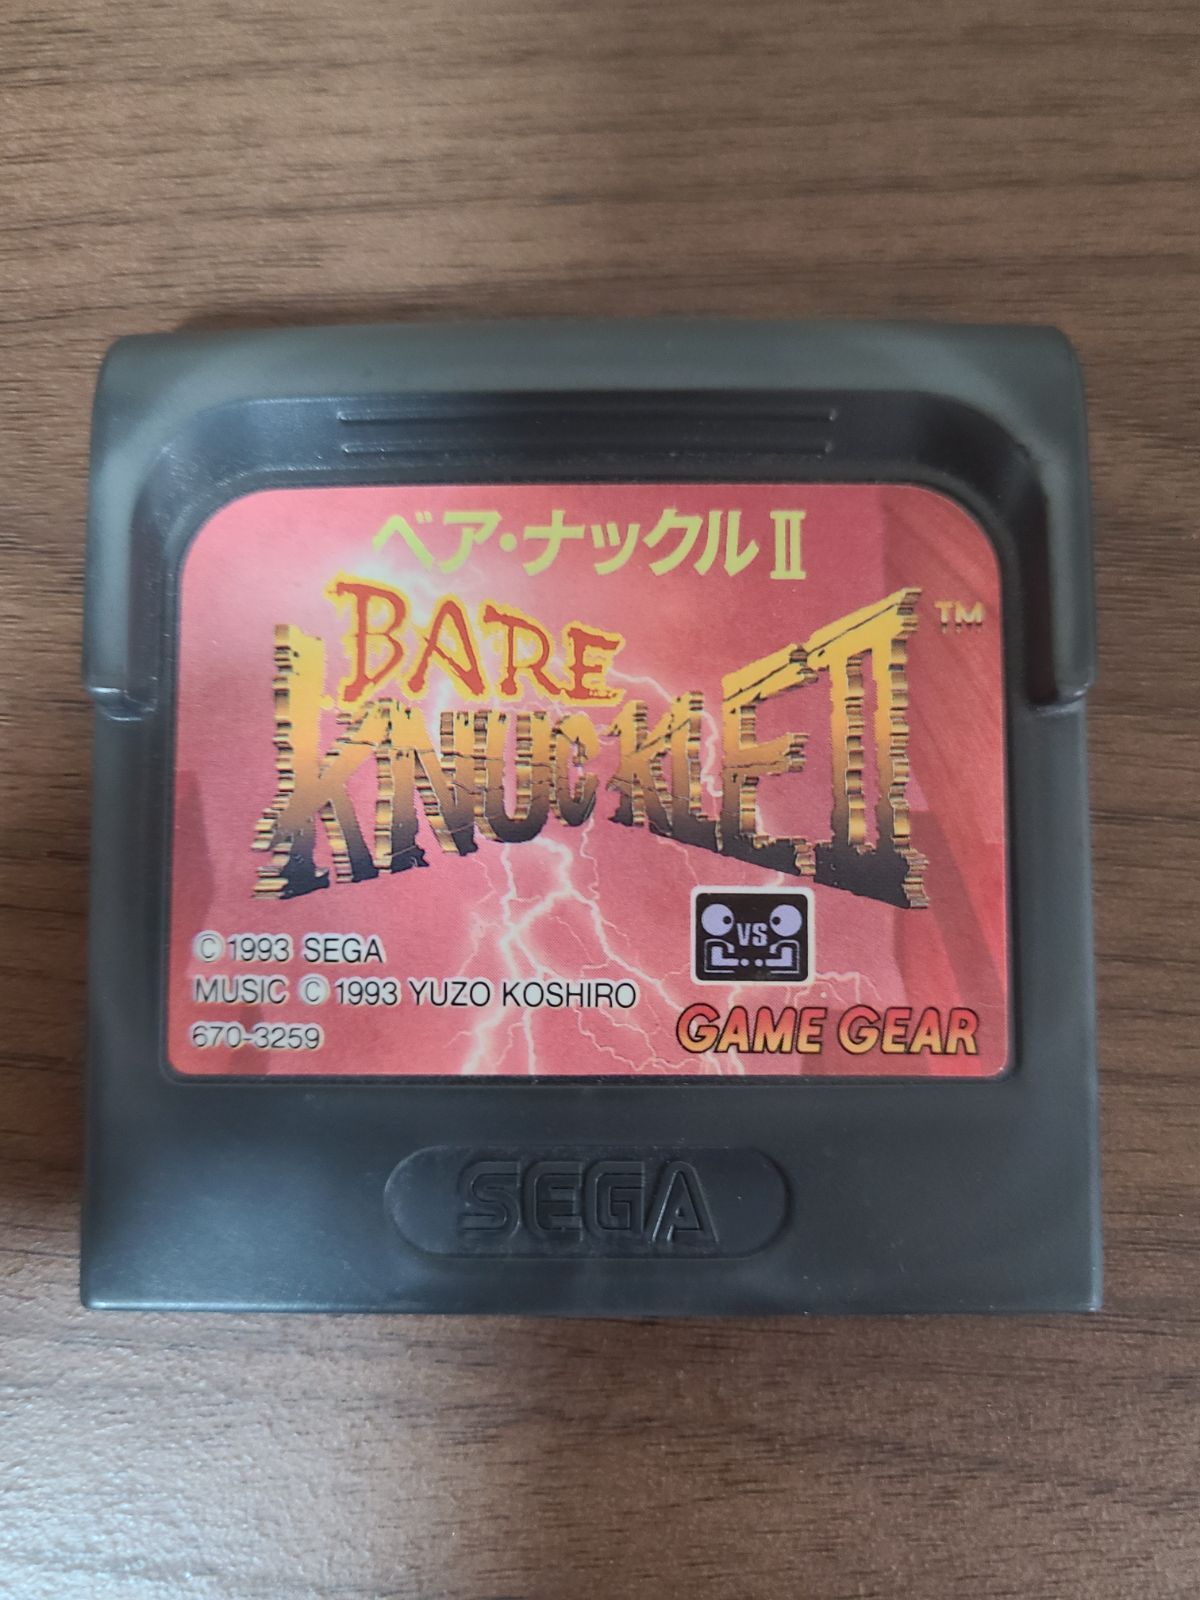 ベア・ナックルII
BARE
KNUCKLE II
TM
VS
© 1993 SEGA
MUSIC © 1993 YUZO KOSHIRO
670-3259
GAME GEAR
SEGA